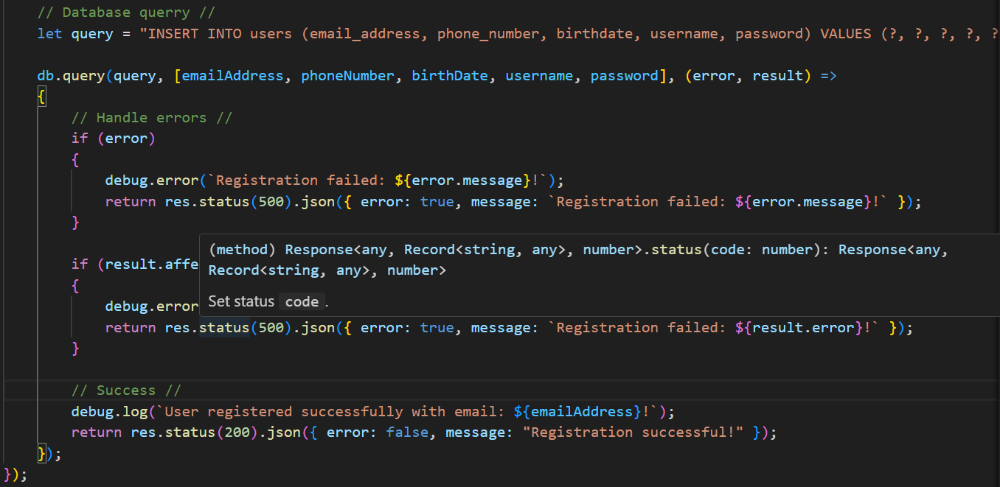 // Database querry //
let query = "INSERT INTO users (email_address, phone_number, birthdate, username, password) VALUES (?, ?, ?, ?, ?
db.query(query, [emailAddress, phoneNumber, birthDate, username, password], (error, result) =>
{
// Handle errors //
if (error)
{
debug.error(`Registration failed: ${error.message}!`);
return res.status(500).json({ error: true, message: `Registration failed: ${error.message}!` });
}
(method) Response<any, Record<string, any>, number>.status(code: number): Response<any,
if (result.affe
Record<string, any>, number>
{
Set status code.
debug.error
return res.status(500).json({ error: true, message: `Registration failed: ${result.error}!` });
}
// Success //
debug.log(`User registered successfully with email: ${emailAddress}!`);
return res.status(200).json({ error: false, message: "Registration successful!" });
});
});